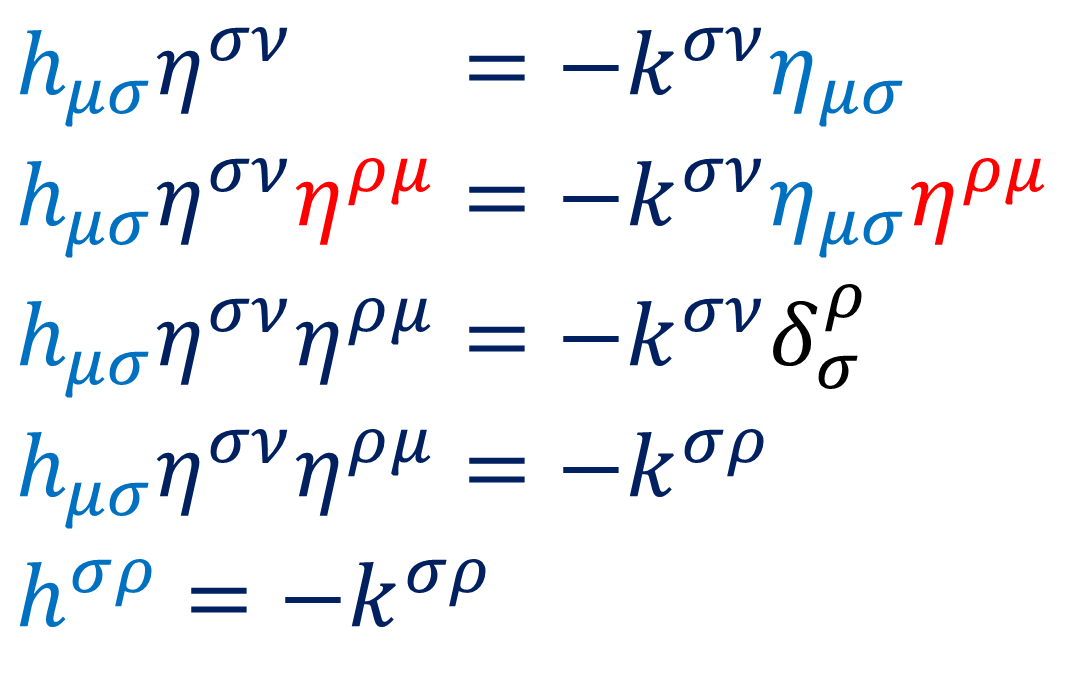 h_{μσ}η^{σν} = −k^{σν}η_{μσ}
h_{μσ}η^{σν}η^{ρμ} = −k^{σν}η_{μσ}η^{ρμ}
h_{μσ}η^{σν}η^{ρμ} = −k^{σν}δ^{ρ}_{σ}
h_{μσ}η^{σν}η^{ρμ} = −k^{σρ}
h^{σρ} = −k^{σρ}